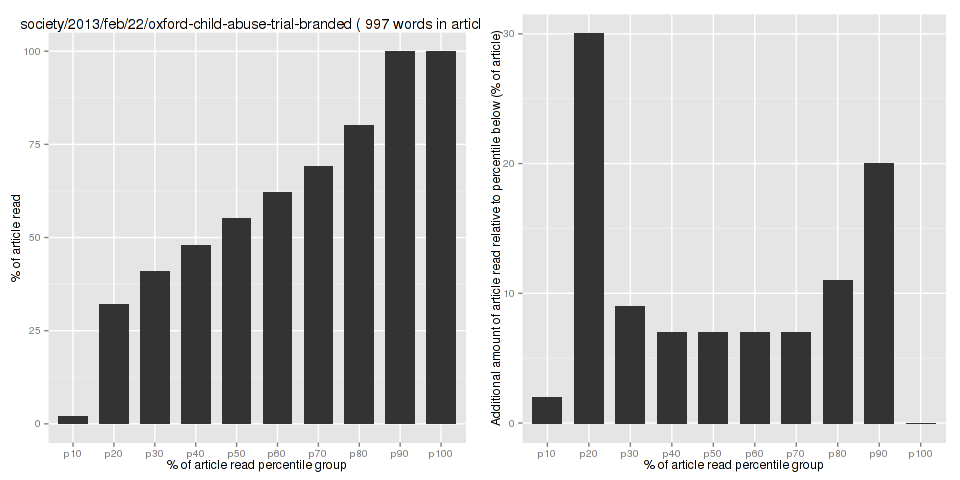 society/2013/feb/22/oxford-child-abuse-trial-branded ( 997 words in articl
% of article read
100
75
50
25
0
p10 p20 p30 p40 p50 p60 p70 p80 p90 p100
% of article read percentile group
Additional amount of article read relative to percentile below (% of article)
30
20
10
0
p10 p20 p30 p40 p50 p60 p70 p80 p90 p100
% of article read percentile group